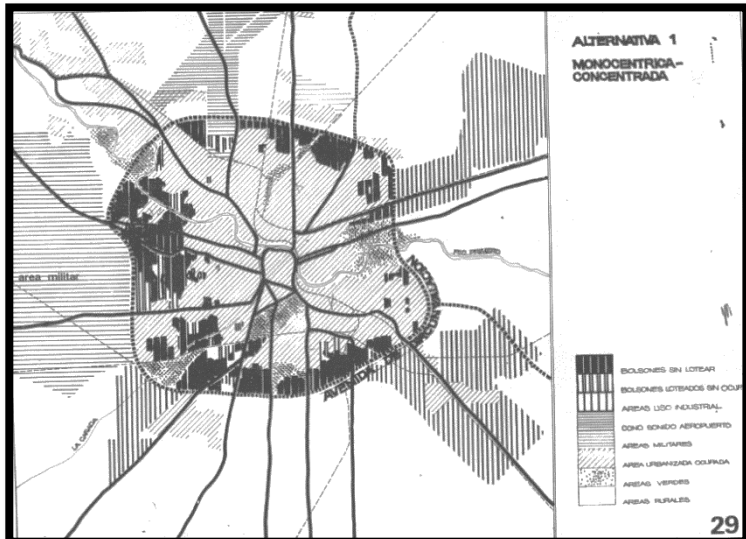 ALTERNATIVA 1
MONOCENTRICA-
CONCENTRADA
area militar
RIO PRIMERO
LA CAÑADA
AVENIDA DE CIRCUNVALACION
BOLSONES SIN LOTEAR
BOLSONES LOTEADOS SIN OCUP
AREAS USO INDUSTRIAL
CONO SONIDO AEROPUERTO
AREAS MILITARES
AREA URBANIZADA OCUPADA
AREAS VERDES
AREAS RURALES
29